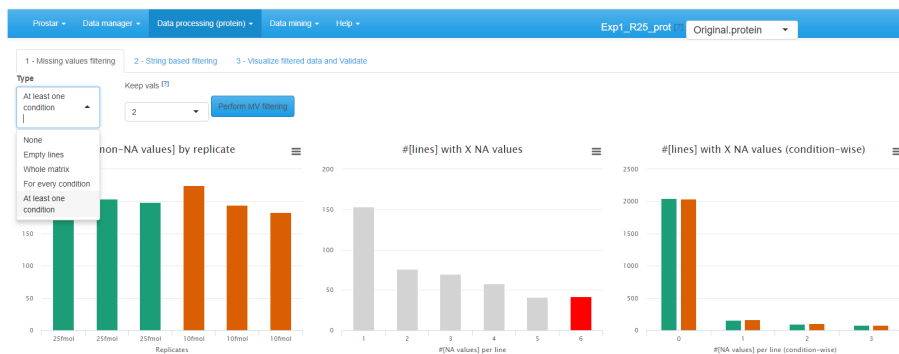 Prostar Data manager Data processing (protein) Data mining Help Exp1_R25_prot [?] Original.protein
1 - Missing values filtering 2 - String based filtering 3 - Visualize filtered data and Validate
Type
Keep vals [?]
At least one
condition
2
Perform MV filtering
None
Empty lines
Whole matrix
For every condition
At least one
condition
non-NA values] by replicate
150
100
50
0
25fmol 25fmol 25fmol 10fmol 10fmol 10fmol
Replicates
#[lines] with X NA values
200
150
100
50
0
1 2 3 4 5 6
#[NA values] per line
#[lines] with X NA values (condition-wise)
2500
2000
1500
1000
500
0
0 1 2 3
#[NA values] per line (condition-wise)